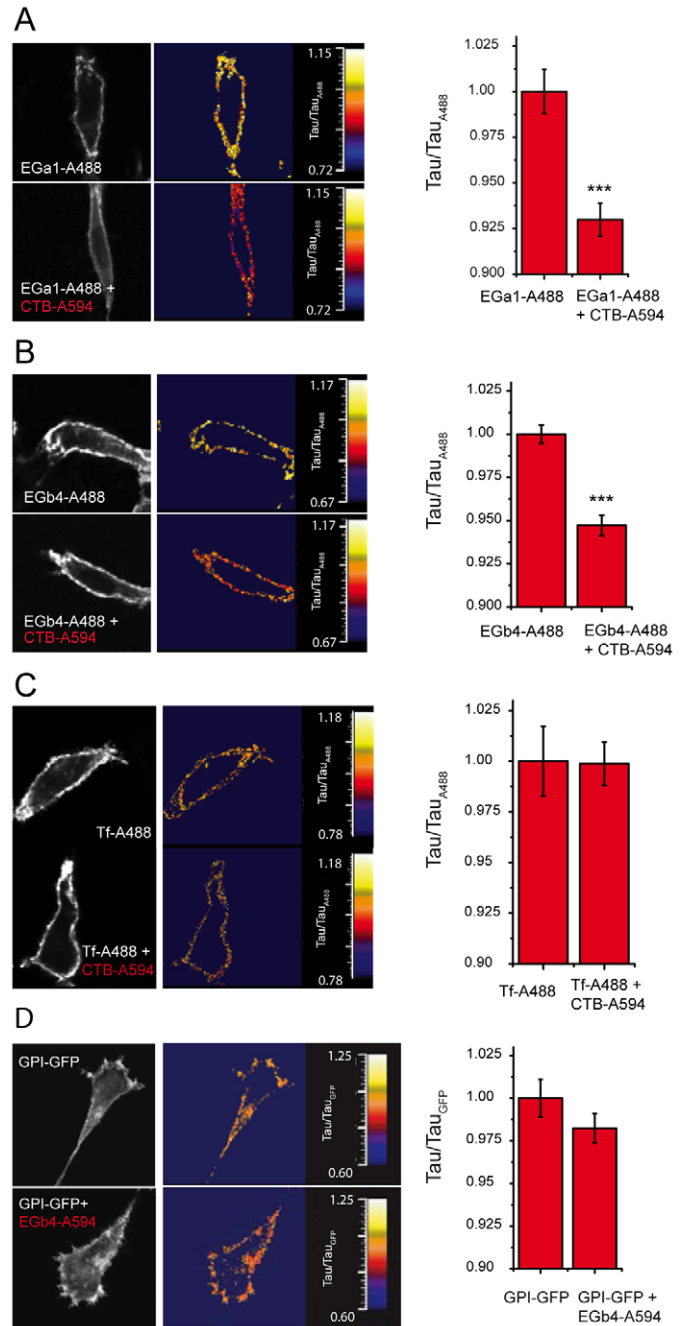 A
EGa1-A488
1.15
Tau/TauA488
0.72
EGa1-A488 +
CTB-A594
1.15
Tau/TauA488
0.72
Tau/TauA488
1.025
1.00
0.975
0.950
0.925
0.900
***
EGa1-A488
EGa1-A488
+ CTB-A594
B
EGb4-A488
1.17
Tau/TauA488
0.67
EGb4-A488 +
CTB-A594
1.17
Tau/TauA488
0.67
Tau/TauA488
1.025
1.00
0.975
0.950
0.925
0.900
***
EGb4-A488
EGb4-A488
+ CTB-A594
C
Tf-A488
1.18
Tau/TauA488
0.78
Tf-A488 +
CTB-A594
1.18
Tau/TauA488
0.78
Tau/TauA488
1.025
1.00
0.975
0.95
0.925
0.90
Tf-A488
Tf-A488 +
CTB-A594
D
GPI-GFP
1.25
Tau/TauGFP
0.60
GPI-GFP+
EGb4-A594
1.25
Tau/TauGFP
0.60
Tau/TauGFP
1.025
1.00
0.975
0.95
0.925
0.90
GPI-GFP
GPI-GFP +
EGb4-A594